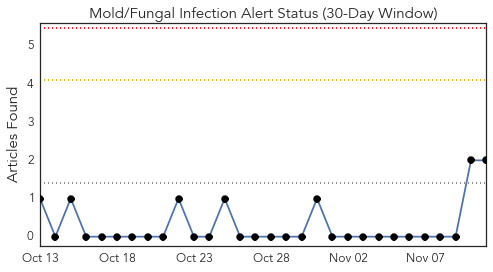 Mold/Fungal Infection Alert Status (30-Day Window)
Articles Found
5
4
3
2
1
0
Oct 13 Oct 18 Oct 23 Oct 28 Nov 02 Nov 07